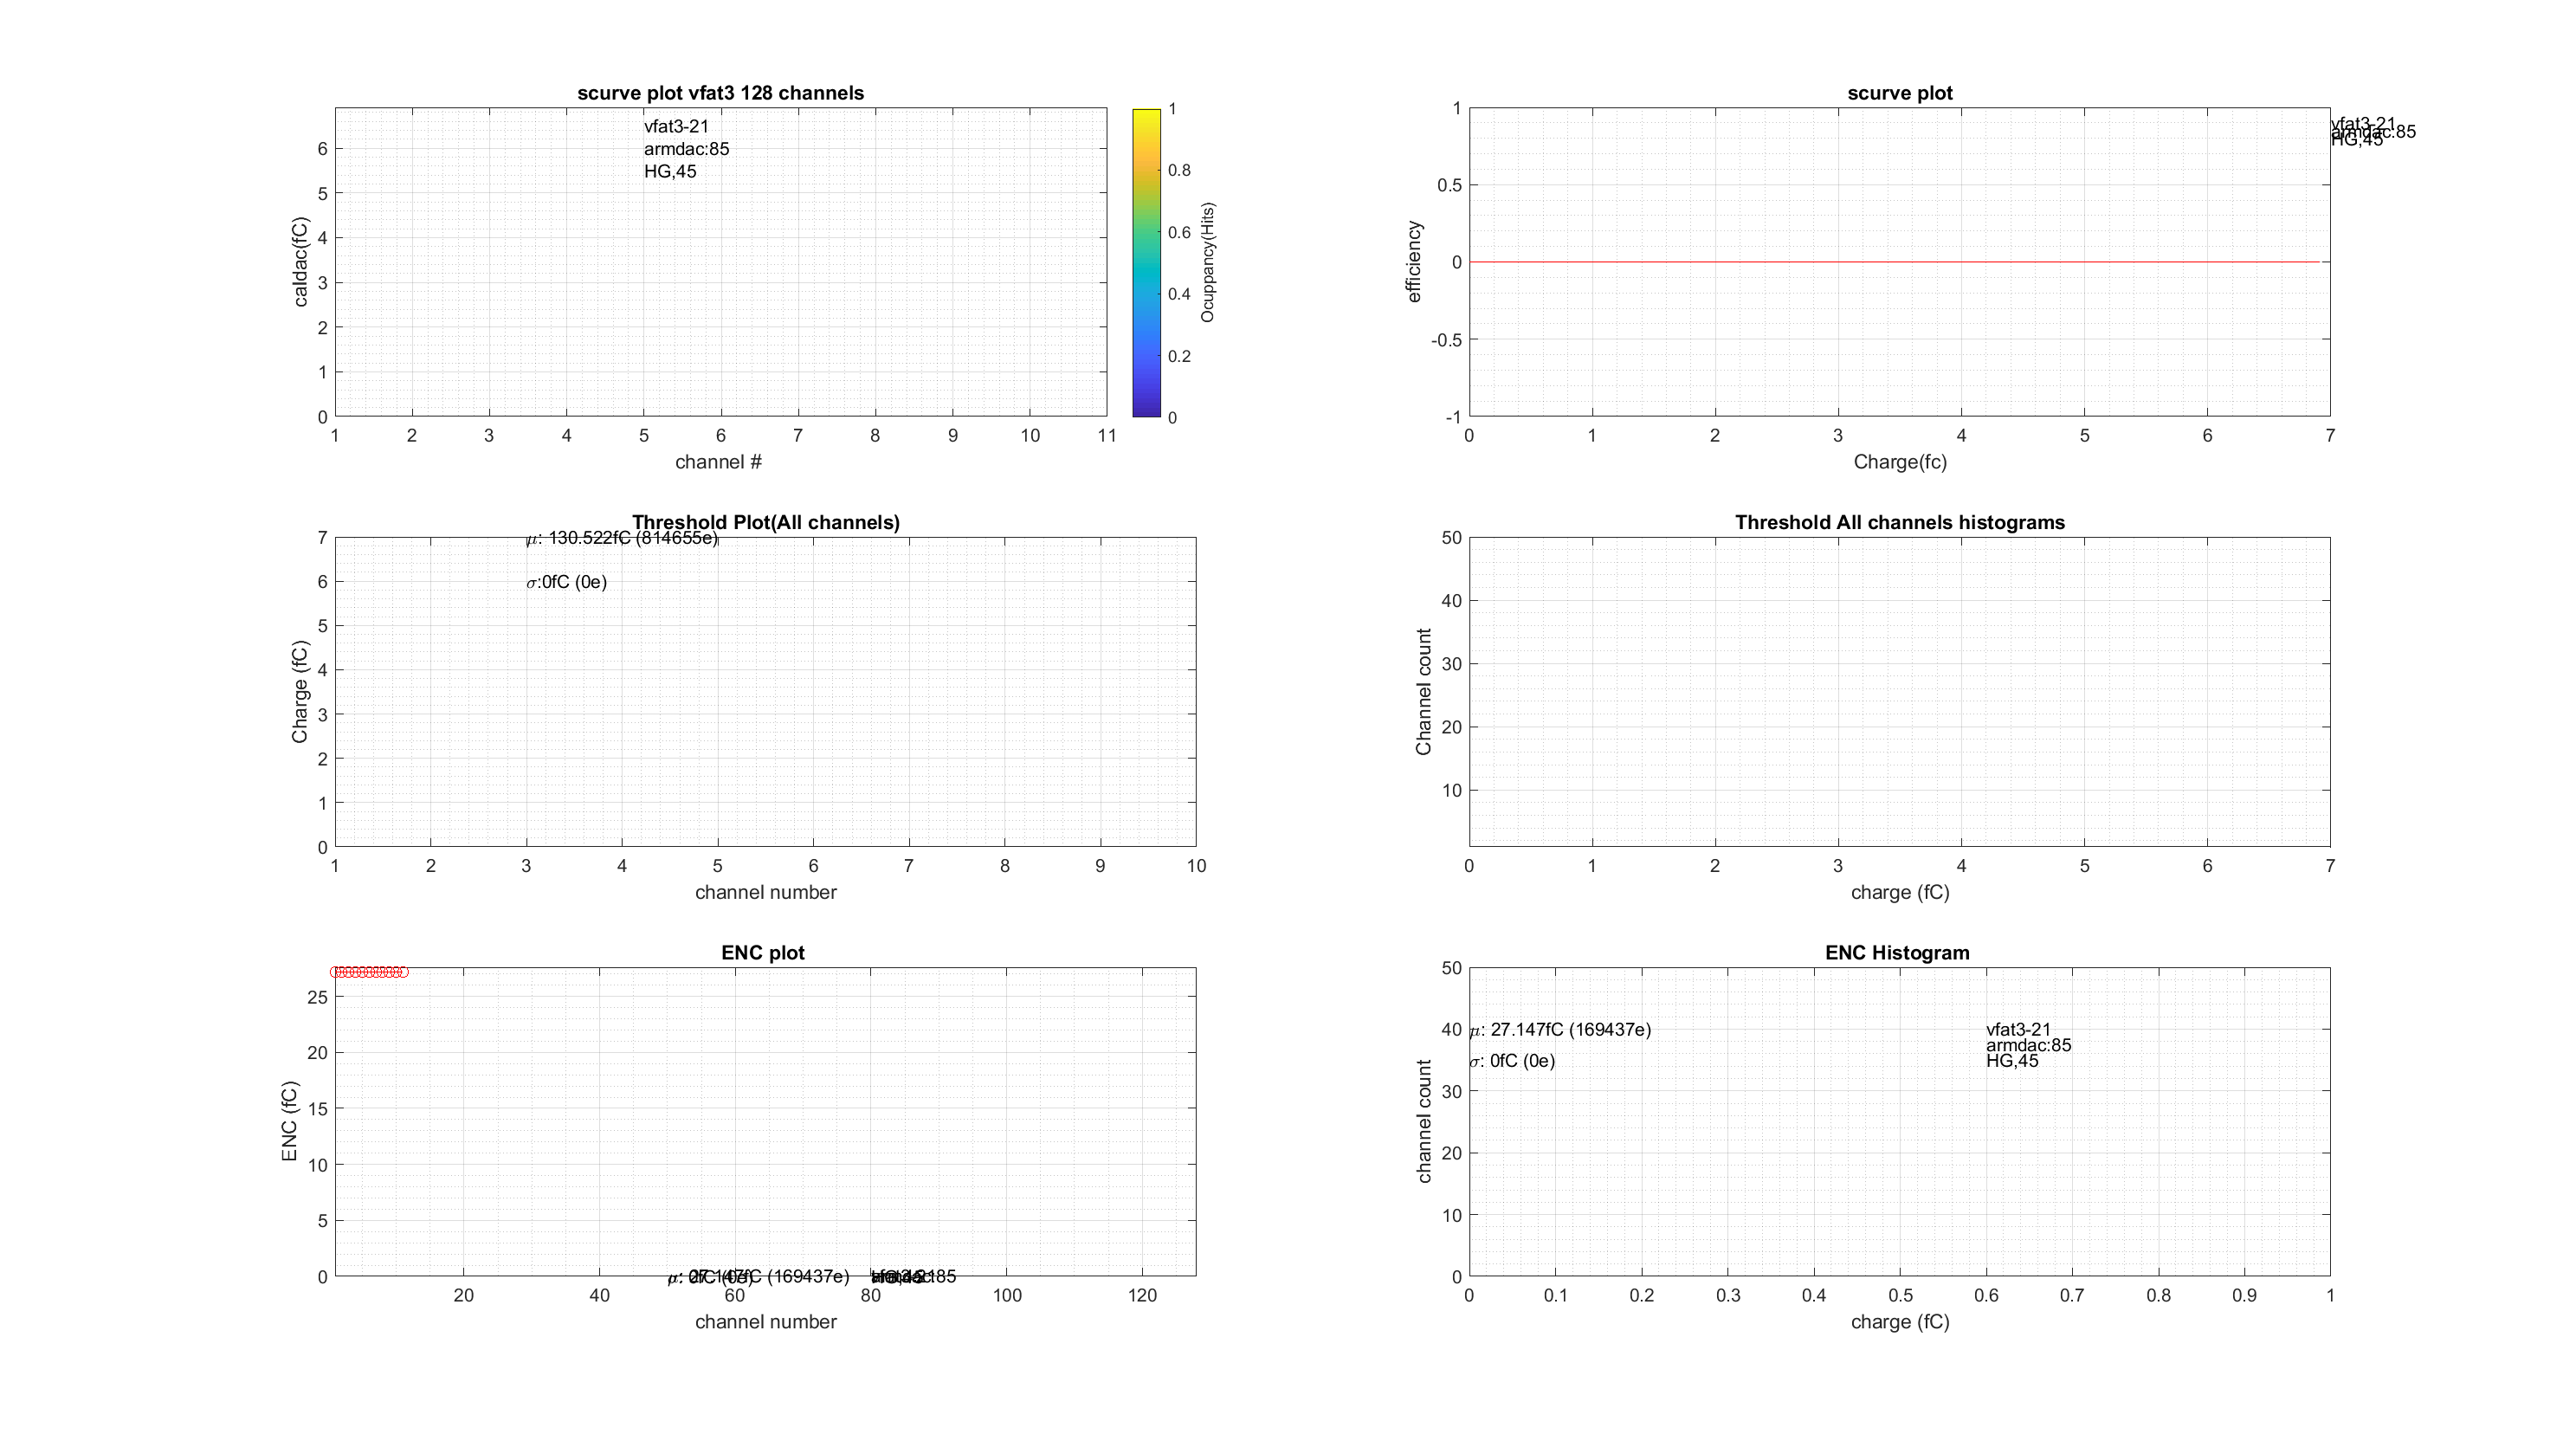 scurve plot vfat3 128 channels
vfat3-21
armdac:85
HG,45
caldac(fC)
6
5
4
3
2
1
0
1 2 3 4 5 6 7 8 9 10 11
channel #
1
0.8
0.6
0.4
0.2
0
Ocuppancy(Hits)
scurve plot
vfat3-21
armdac:85
HG,45
efficiency
1
0.5
0
-0.5
-1
0 1 2 3 4 5 6 7
Charge(fc)
Threshold Plot(All channels)
μ: 130.522fC (814655e)
σ:0fC (0e)
Charge (fC)
7
6
5
4
3
2
1
0
1 2 3 4 5 6 7 8 9 10
channel number
Threshold All channels histograms
Channel count
50
40
30
20
10
0 1 2 3 4 5 6 7
charge (fC)
ENC plot
ENC (fC)
25
20
15
10
5
0
μ: 27.147fC (169437e)
20 40 60 80 100 120
channel number
ENC Histogram
μ: 27.147fC (169437e)
σ: 0fC (0e)
vfat3-21
armdac:85
HG,45
channel count
50
40
30
20
10
0
0 0.1 0.2 0.3 0.4 0.5 0.6 0.7 0.8 0.9 1
charge (fC)